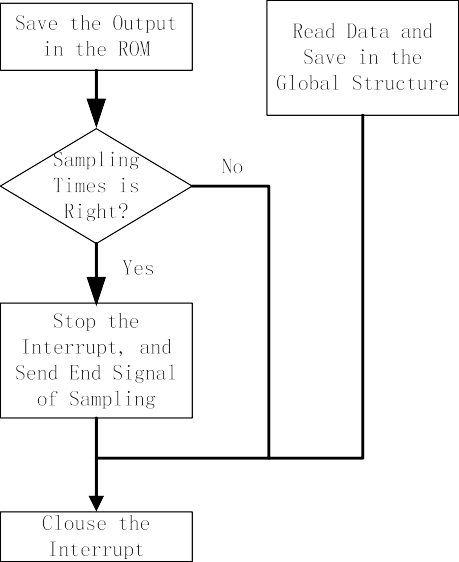 Save the Output
in the ROM
Read Data and
Save in the
Global Structure
Sampling
Times is
Right?
No
Yes
Stop the
Interrupt, and
Send End Signal
of Sampling
Clouse the
Interrupt